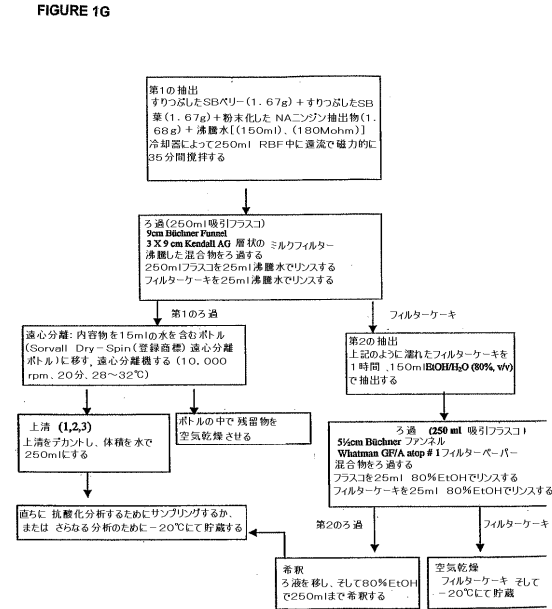 FIGURE 1G
第1の抽出
すりつぶしたSBベリー(1.67g)+すりつぶしたSB
葉(1.67g)+粉末化したNAニンジン抽出物(1.
68g)+沸騰水[(150ml)、(180Mohm)]
冷却器によって250ml RBF中に還流で磁力的に
35分間攪拌する
ろ過(250ml吸引フラスコ)
9cm Büchner Funnel
3 X 9 cm Kendall AG 層状の ミルクフィルター
沸騰した混合物をろ過する
250mlフラスコを25ml沸騰水でリンスする
フィルターケーキを25ml沸騰水でリンスする
第1のろ過
フィルターケーキ
遠心分離:内容物を15mlの水を含むボトル
(Sorvall Dry-Spin(登録商標)遠心分離
ボトル)に移す, 遠心分離機する(10,000
rpm、20分、28~32℃)
第2の抽出
上記のように濡れたフィルターケーキを
1時間 、150mlEtOH/H2O (80%, v/v)
で抽出する
上清 (1,2,3)
上清をデカントし、体積を水で
250mlにする
ボトルの中で残留物を
空気乾燥させる
ろ過 (250 ml 吸引フラスコ)
5½cm Büchner ファンネル
Whatman GF/A atop # 1フィルターペーパー
混合物をろ過する
フラスコを25ml 80%EtOHでリンスする
フィルターケーキを25ml 80%EtOHでリンスする
直ちに 抗酸化分析するためにサンプリングするか、
または さらなる分析のために-20℃にて貯蔵する
第2のろ過
フィルターケーキ
希釈
ろ液を移し、そして80%EtOH
で250mlまで希釈する
空気乾燥
フィルターケーキ そして
-20℃にて貯蔵